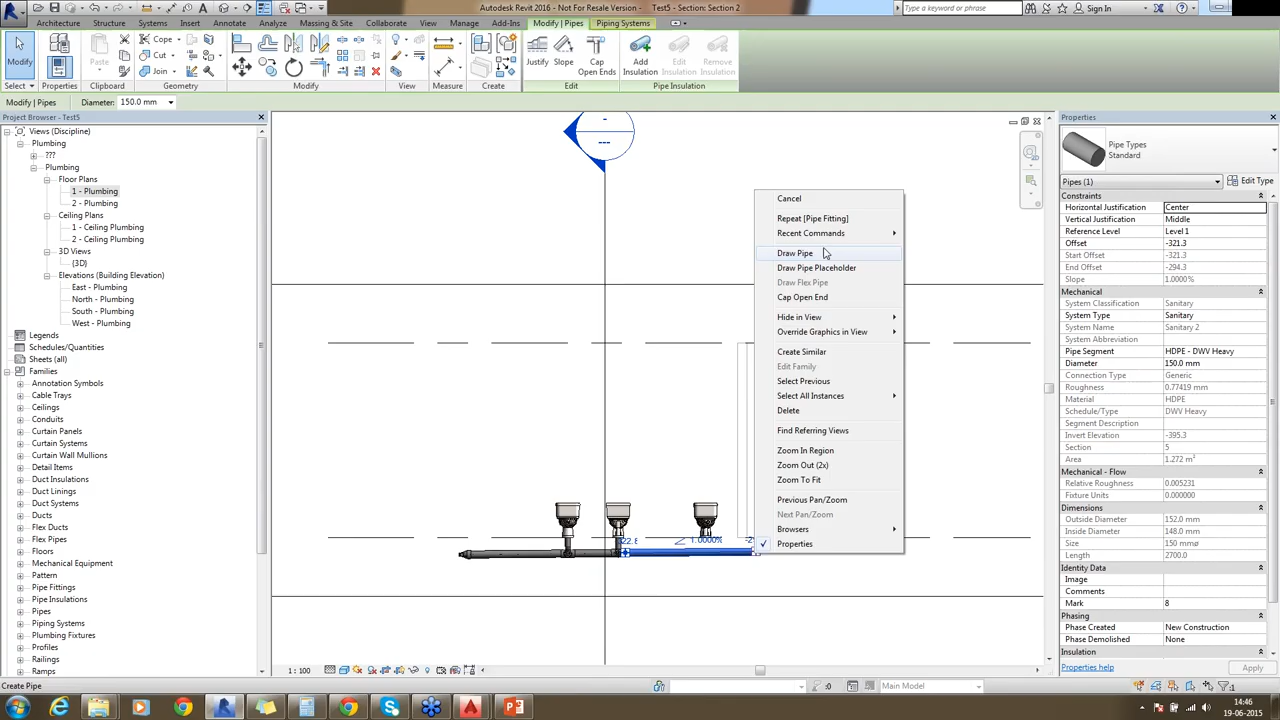 Autodesk Revit 2016 - Not For Resale Version - Test5 - Section: Section 2
Type a keyword or phrase
Sign In
Architecture Structure Systems Insert Annotate Analyze Massing & Site Collaborate View Manage Add-Ins Modify | Pipes Piping Systems
Modify
Paste
Cope
Cut
Join
Justify Slope Cap Open Ends
Add Insulation Edit Insulation Remove Insulation
Select Properties Clipboard Geometry Modify View Measure Create Edit Pipe Insulation
Modify | Pipes Diameter: 150.0 mm
Project Browser - Test5
Views (Discipline)
Plumbing
???
Plumbing
Floor Plans
1 - Plumbing
2 - Plumbing
Ceiling Plans
1 - Ceiling Plumbing
2 - Ceiling Plumbing
3D Views
{3D}
Elevations (Building Elevation)
East - Plumbing
North - Plumbing
South - Plumbing
West - Plumbing
Legends
Schedules/Quantities
Sheets (all)
Families
Annotation Symbols
Cable Trays
Ceilings
Conduits
Curtain Panels
Curtain Systems
Curtain Wall Mullions
Detail Items
Duct Insulations
Duct Linings
Duct Systems
Ducts
Flex Ducts
Flex Pipes
Floors
Mechanical Equipment
Pattern
Pipe Fittings
Pipe Insulations
Pipes
Piping Systems
Plumbing Fixtures
Profiles
Railings
Ramps
-
---
1.0000%
Cancel
Repeat [Pipe Fitting]
Recent Commands
Draw Pipe
Draw Pipe Placeholder
Draw Flex Pipe
Cap Open End
Hide in View
Override Graphics in View
Create Similar
Edit Family
Select Previous
Select All Instances
Delete
Find Referring Views
Zoom In Region
Zoom Out (2x)
Zoom To Fit
Previous Pan/Zoom
Next Pan/Zoom
Browsers
Properties
Properties
Pipe Types
Standard
Pipes (1) Edit Type
Constraints
Horizontal Justification Center
Vertical Justification Middle
Reference Level Level 1
Offset -321.3
Start Offset -321.3
End Offset -294.3
Slope 1.0000%
Mechanical
System Classification Sanitary
System Type Sanitary
System Name Sanitary 2
System Abbreviation
Pipe Segment HDPE - DWV Heavy
Diameter 150.0 mm
Connection Type Generic
Roughness 0.77419 mm
Material HDPE
Schedule/Type DWV Heavy
Segment Description
Invert Elevation -395.3
Section 5
Area 1.272 m²
Mechanical - Flow
Relative Roughness 0.005231
Fixture Units 0.000000
Dimensions
Outside Diameter 152.0 mm
Inside Diameter 148.0 mm
Size 150 mmø
Length 2700.0
Identity Data
Image
Comments
Mark 8
Phasing
Phase Created New Construction
Phase Demolished None
Insulation
Properties help Apply
1 : 100
Create Pipe
:0
Main Model
:1
14:46
19-06-2015